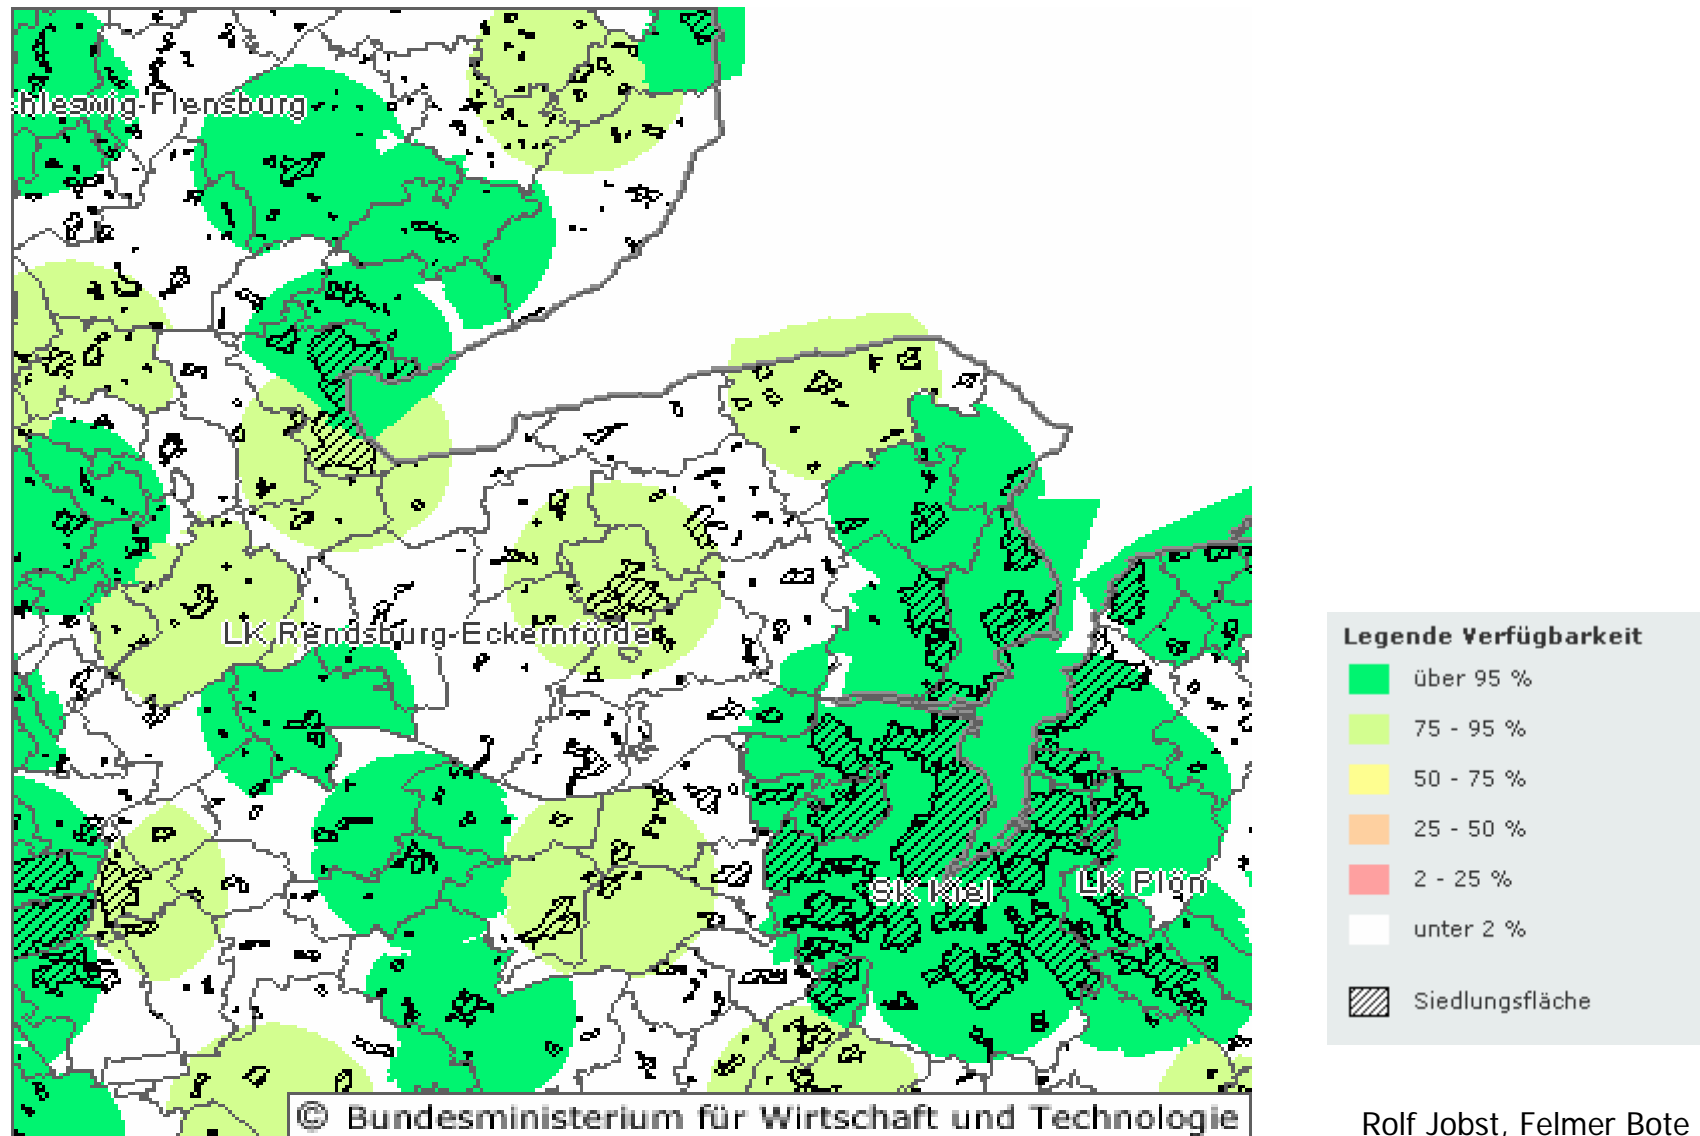 chleswig-Flensburg
LK Rendsburg-Eckernförde
SK Kiel
LK Plön
Legende Verfügbarkeit
über 95 %
75 - 95 %
50 - 75 %
25 - 50 %
2 - 25 %
unter 2 %
Siedlungsfläche
© Bundesministerium für Wirtschaft und Technologie
Rolf Jobst, Felmer Bote